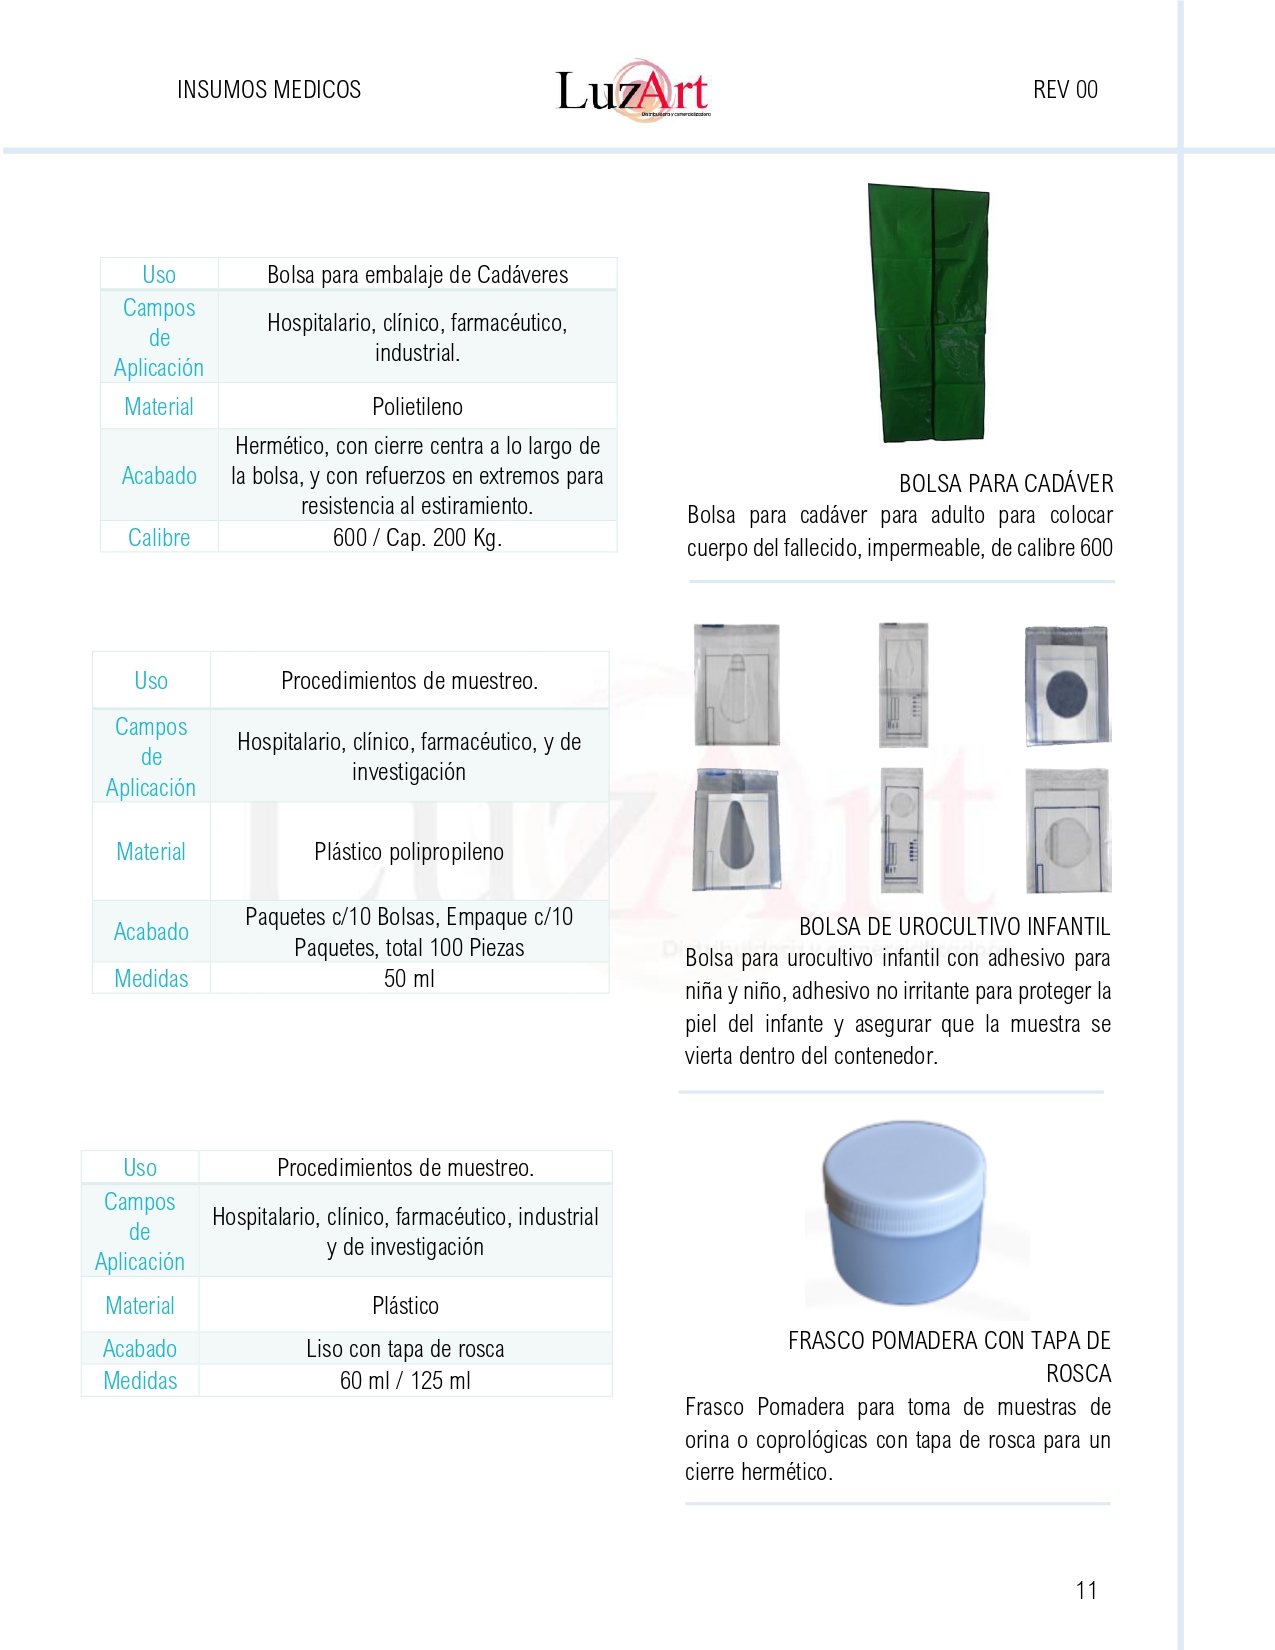 INSUMOS MEDICOS
LuzArt
Distribuidora y comercializadora
REV 00
Uso
Bolsa para embalaje de Cadáveres
Campos
de
Aplicación
Hospitalario, clínico, farmacéutico,
industrial.
Material
Polietileno
Acabado
Hermético, con cierre centra a lo largo de
la bolsa, y con refuerzos en extremos para
resistencia al estiramiento.
Calibre
600 / Cap. 200 Kg.
BOLSA PARA CADÁVER
Bolsa para cadáver para adulto para colocar
cuerpo del fallecido, impermeable, de calibre 600
Uso
Procedimientos de muestreo.
Campos
de
Aplicación
Hospitalario, clínico, farmacéutico, y de
investigación
Material
Plástico polipropileno
Acabado
Paquetes c/10 Bolsas, Empaque c/10
Paquetes, total 100 Piezas
Medidas
50 ml
LuzArt
Distribuidora y comercializadora
BOLSA DE UROCULTIVO INFANTIL
Bolsa para urocultivo infantil con adhesivo para
niña y niño, adhesivo no irritante para proteger la
piel del infante y asegurar que la muestra se
vierta dentro del contenedor.
Uso
Procedimientos de muestreo.
Campos
de
Aplicación
Hospitalario, clínico, farmacéutico, industrial
y de investigación
Material
Plástico
Acabado
Liso con tapa de rosca
Medidas
60 ml / 125 ml
FRASCO POMADERA CON TAPA DE
ROSCA
Frasco Pomadera para toma de muestras de
orina o coprológicas con tapa de rosca para un
cierre hermético.
11